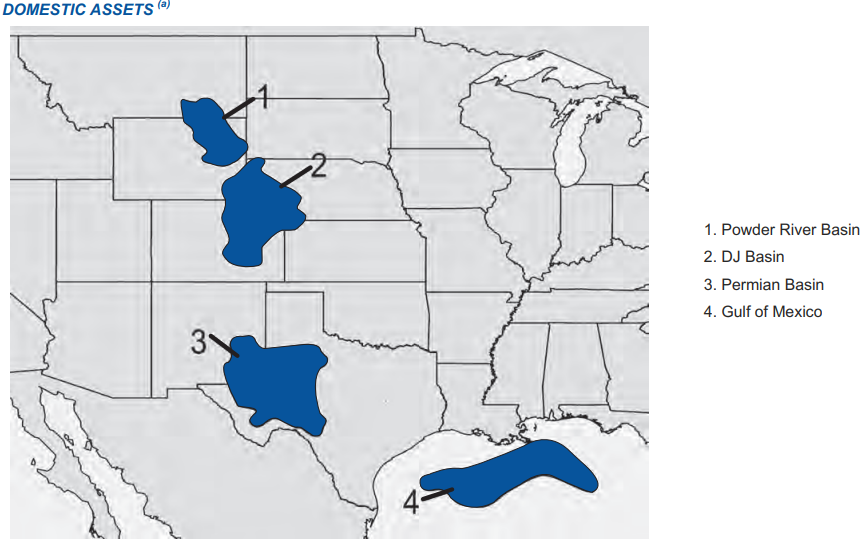 DOMESTIC ASSETS (a)
1
2
3
4
1. Powder River Basin
2. DJ Basin
3. Permian Basin
4. Gulf of Mexico